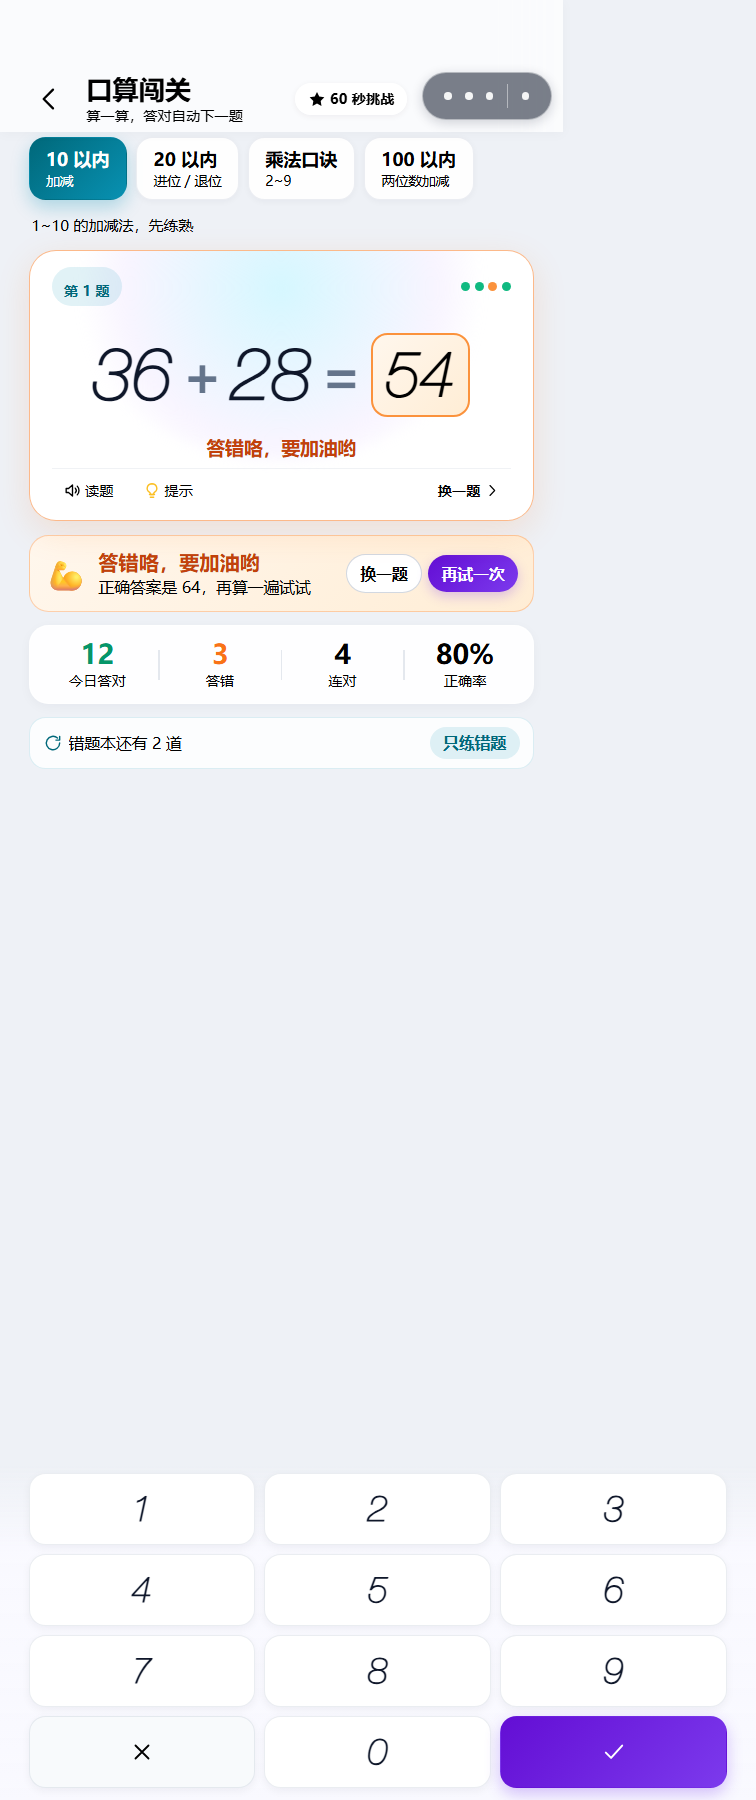 口算闯关
算一算，答对自动下一题
★ 60 秒挑战
10 以内
加减
20 以内
进位 / 退位
乘法口诀
2~9
100 以内
两位数加减
1~10 的加减法，先练熟
第 1 题
36 + 28 = 54
答错咯，要加油哟
读题
提示
换一题
答错咯，要加油哟
正确答案是 64，再算一遍试试
换一题
再试一次
12
今日答对
3
答错
4
连对
80%
正确率
错题本还有 2 道
只练错题
1
2
3
4
5
6
7
8
9
0